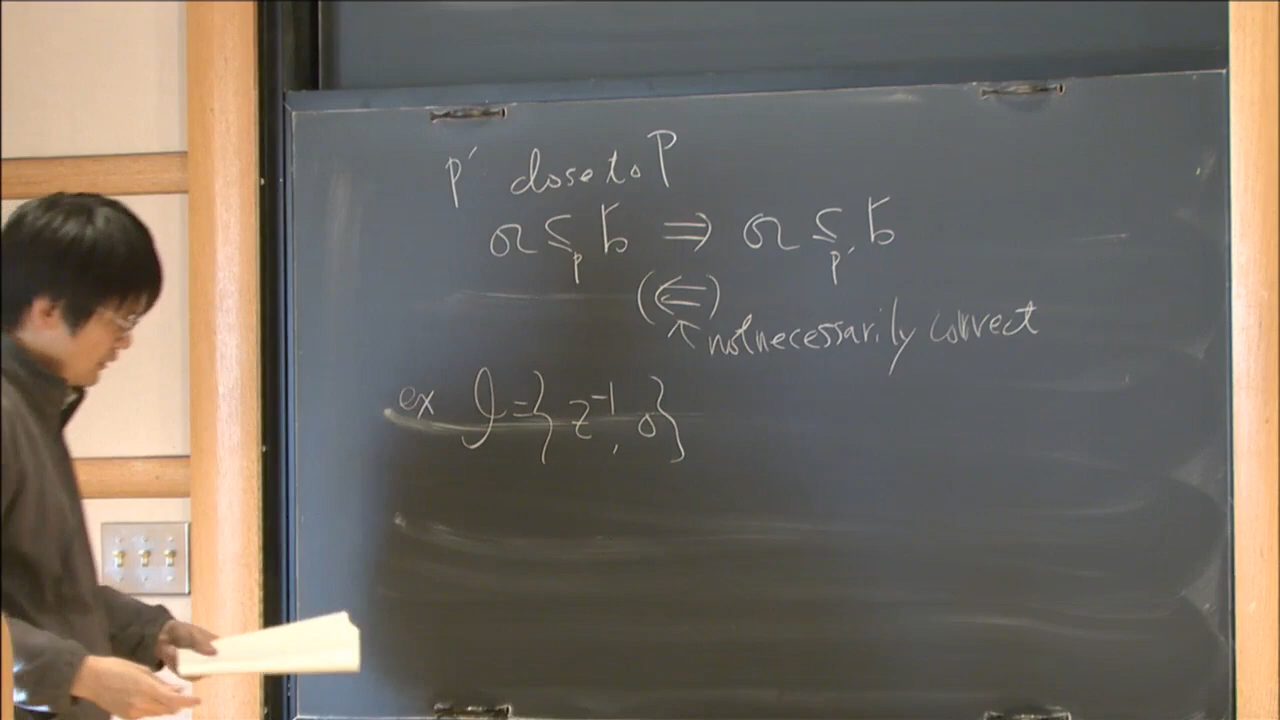 p′ close to P
𝔞 ≤_p 𝔟 ⇒ 𝔞 ≤_p′ 𝔟
(⇐)
↖ not necessarily correct
ex 𝓘 = { z⁻¹, 0 }